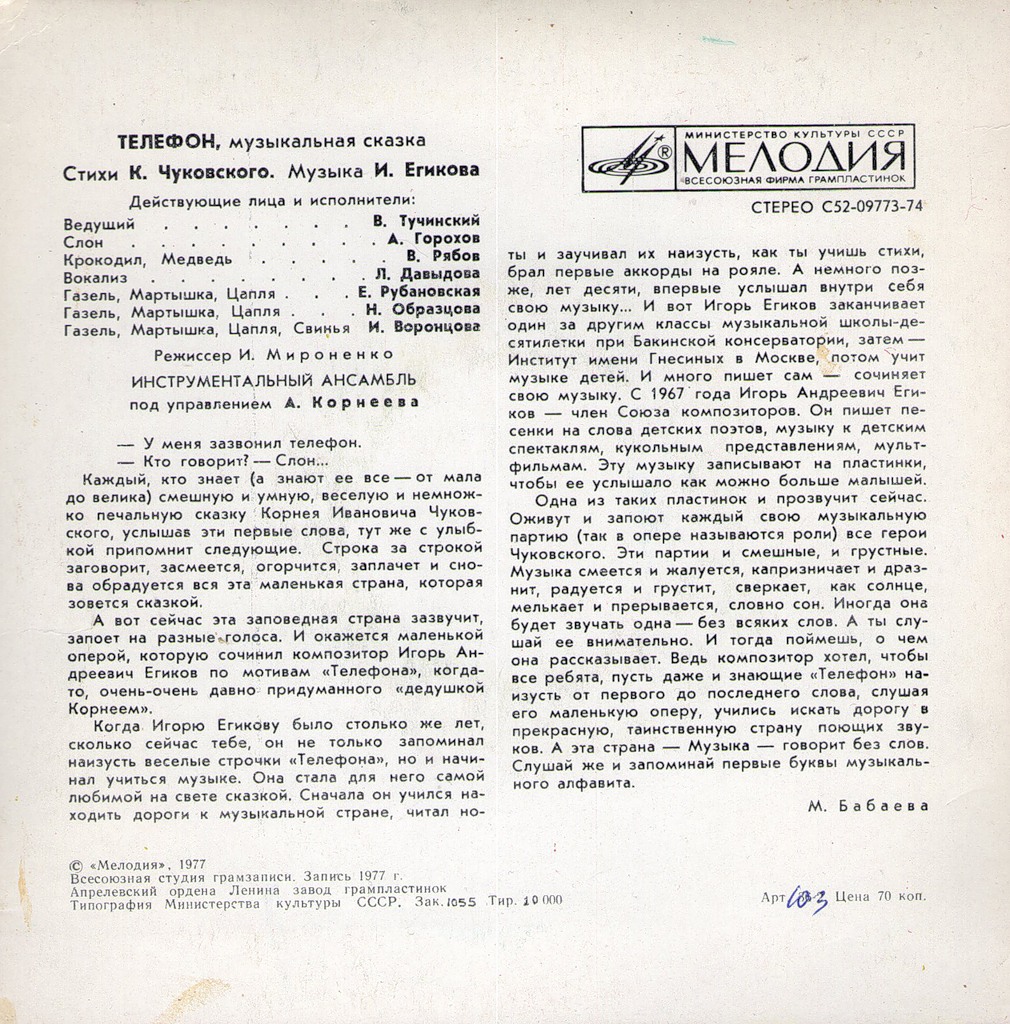 ТЕЛЕФОН, музыкальная сказка
Стихи К. Чуковского. Музыка И. Егикова
Действующие лица и исполнители:
Ведущий . . . . . . . В. Тучинский
Слон . . . . . . . . . А. Горохов
Крокодил, Медведь . . . . . В. Рябов
Вокализ . . . . . . . . Л. Давыдова
Газель, Мартышка, Цапля . . . Е. Рубановская
Газель, Мартышка, Цапля . . . Н. Образцова
Газель, Мартышка, Цапля, Свинья И. Воронцова
Режиссер И. Мироненко
ИНСТРУМЕНТАЛЬНЫЙ АНСАМБЛЬ
под управлением А. Корнеева
— У меня зазвонил телефон.
— Кто говорит? — Слон...
Каждый, кто знает (а знают ее все — от мала
до велика) смешную и умную, веселую и немнож-
ко печальную сказку Корнея Ивановича Чуков-
ского, услышав эти первые слова, тут же с улыб-
кой припомнит следующие. Строка за строкой
заговорит, засмеется, огорчится, заплачет и сно-
ва обрадуется вся эта маленькая страна, которая
зовется сказкой.
А вот сейчас эта заповедная страна зазвучит,
запоет на разные голоса. И окажется маленькой
оперой, которую сочинил композитор Игорь Ан-
дреевич Егиков по мотивам «Телефона», когда-
то, очень-очень давно придуманного «дедушкой
Корнеем».
Когда Игорю Егикову было столько же лет,
сколько сейчас тебе, он не только запоминал
наизусть веселые строчки «Телефона», но и начи-
нал учиться музыке. Она стала для него самой
любимой на свете сказкой. Сначала он учился на-
ходить дороги к музыкальной стране, читал но-
МИНИСТЕРСТВО КУЛЬТУРЫ СССР
® МЕЛОДИЯ
ВСЕСОЮЗНАЯ ФИРМА ГРАМПЛАСТИНОК
СТЕРЕО С52-09773-74
ты и заучивал их наизусть, как ты учишь стихи,
брал первые аккорды на рояле. А немного поз-
же, лет десяти, впервые услышал внутри себя
свою музыку... И вот Игорь Егиков заканчивает
один за другим классы музыкальной школы-де-
сятилетки при Бакинской консерватории, затем —
Институт имени Гнесиных в Москве, потом учит
музыке детей. И много пишет сам — сочиняет
свою музыку. С 1967 года Игорь Андреевич Еги-
ков — член Союза композиторов. Он пишет пе-
сенки на слова детских поэтов, музыку к детским
спектаклям, кукольным представлениям, мульт-
фильмам. Эту музыку записывают на пластинки,
чтобы ее услышало как можно больше малышей.
Одна из таких пластинок и прозвучит сейчас.
Оживут и запоют каждый свою музыкальную
партию (так в опере называются роли) все герои
Чуковского. Эти партии и смешные, и грустные.
Музыка смеется и жалуется, капризничает и драз-
нит, радуется и грустит, сверкает, как солнце,
мелькает и прерывается, словно сон. Иногда она
будет звучать одна — без всяких слов. А ты слу-
шай ее внимательно. И тогда поймешь, о чем
она рассказывает. Ведь композитор хотел, чтобы
все ребята, пусть даже и знающие «Телефон» на-
изусть от первого до последнего слова, слушая
его маленькую оперу, учились искать дорогу в
прекрасную, таинственную страну поющих зву-
ков. А эта страна — Музыка — говорит без слов.
Слушай же и запоминай первые буквы музыкаль-
ного алфавита.
М. Бабаева
© «Мелодия», 1977
Всесоюзная студия грамзаписи. Запись 1977 г.
Апрелевский ордена Ленина завод грампластинок
Типография Министерства культуры СССР. Зак. 1055 Тир. 10 000
Арт. 103 Цена 70 коп.